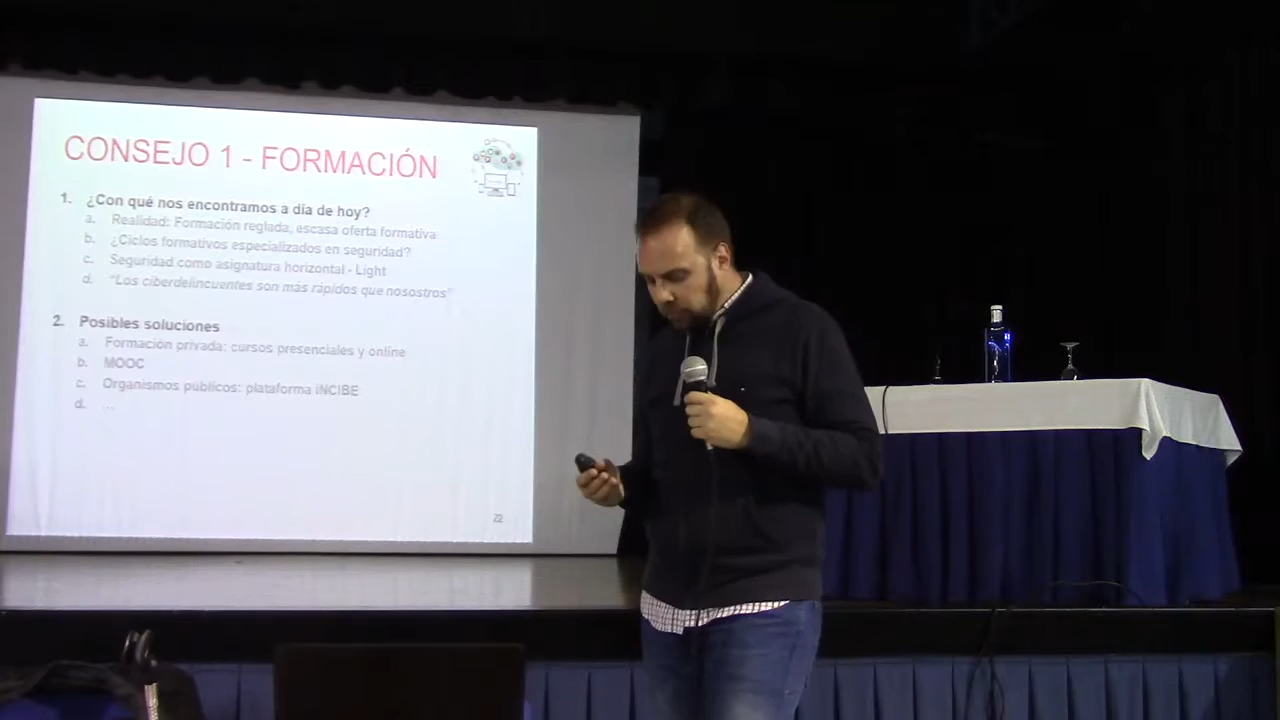 CONSEJO 1 - FORMACIÓN
1. ¿Con qué nos encontramos a día de hoy?
a. Realidad: Formación reglada, escasa oferta formativa
b. ¿Ciclos formativos especializados en seguridad?
c. Seguridad como asignatura horizontal - Light
d. "Los ciberdelincuentes son mas rápidos que nosostros"
2. Posibles soluciones
a. Formación privada: cursos presenciales y online
b. MOOC
c. Organismos públicos: plataforma iNCIBE
d. ...
22